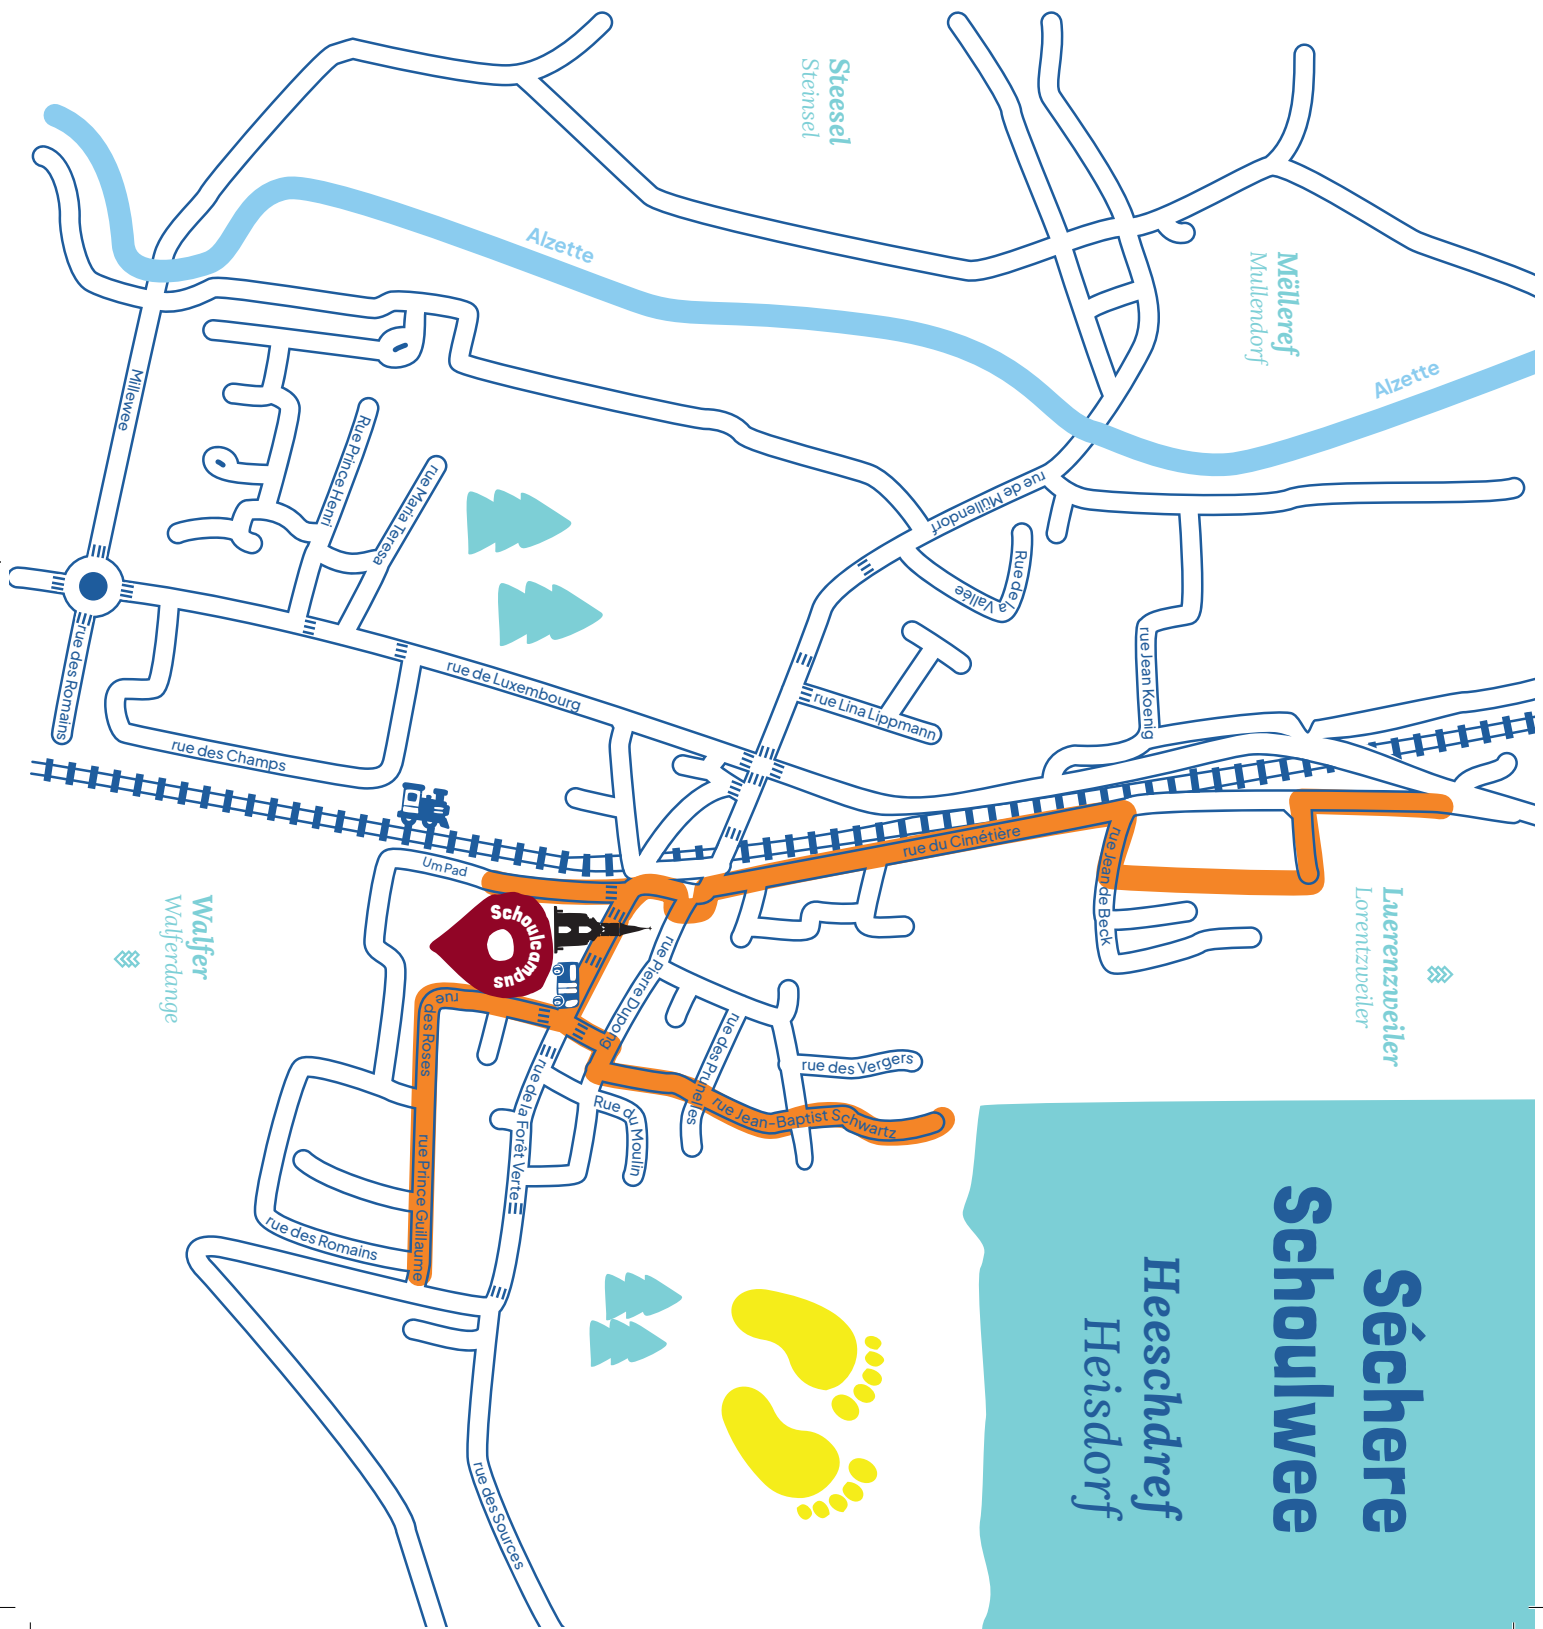 Séchere
Schoulwee
Heeschdref
Heisdorf
Steesel
Steinsel
Mëlleref
Mullendorf
Luerenzweiler
Lorentzweiler
Walfer
Walferdange
Alzette
Alzette
Millewee
Rue Prince Henri
rue Maria Teresa
rue de Mullendorf
Rue de la Vallée
rue Lina Lippmann
rue Jean Koenig
rue de Luxembourg
rue des Romains
rue des Champs
Um Pad
rue du Cimétière
rue Jean de Beck
Schoulcampus
rue Pierre Dupong
rue des Roses
rue des Prunelles
rue des Vergers
rue Jean-Baptist Schwartz
Rue du Moulin
rue de la Forêt Verte
rue Prince Guillaume
rue des Romains
rue des Sources